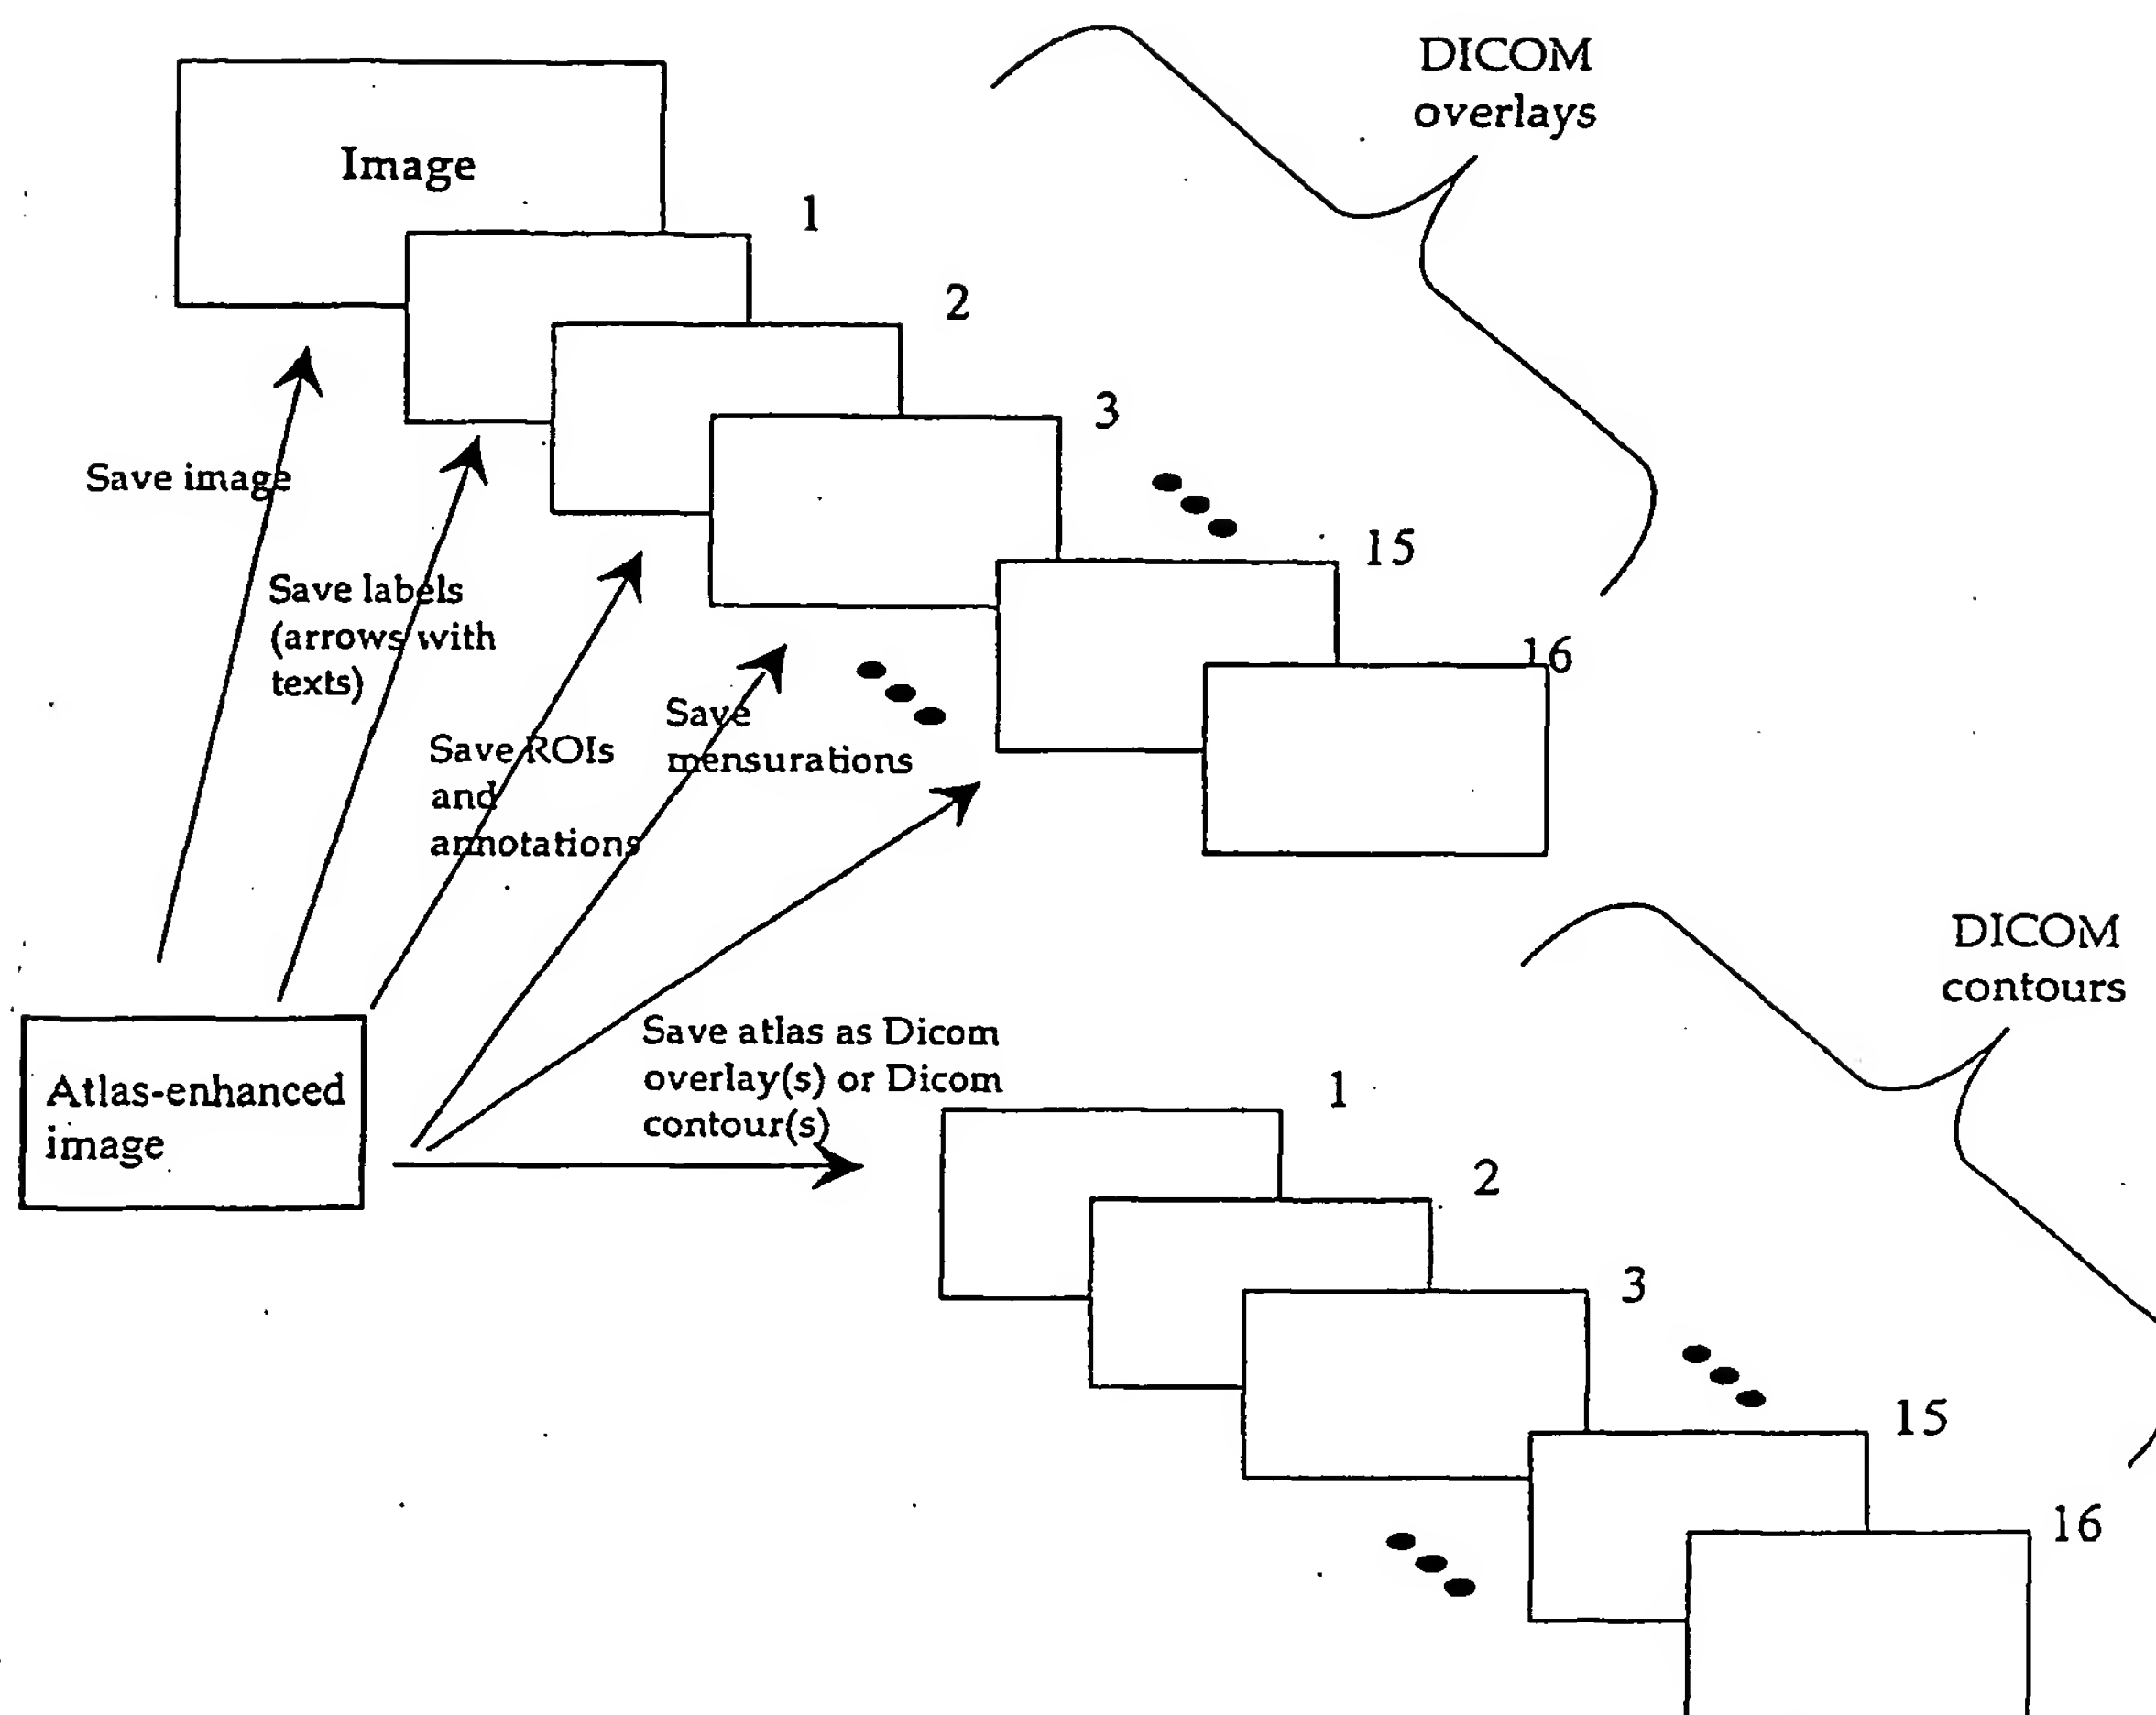 DICOM
overlays
Image
1
2
3
15
16
Save image
Save labels
(arrows with
texts)
Save ROIs
and
annotations
Save
mensurations
DICOM
contours
Atlas-enhanced
image
Save atlas as Dicom
overlay(s) or Dicom
contour(s)
1
2
3
15
16